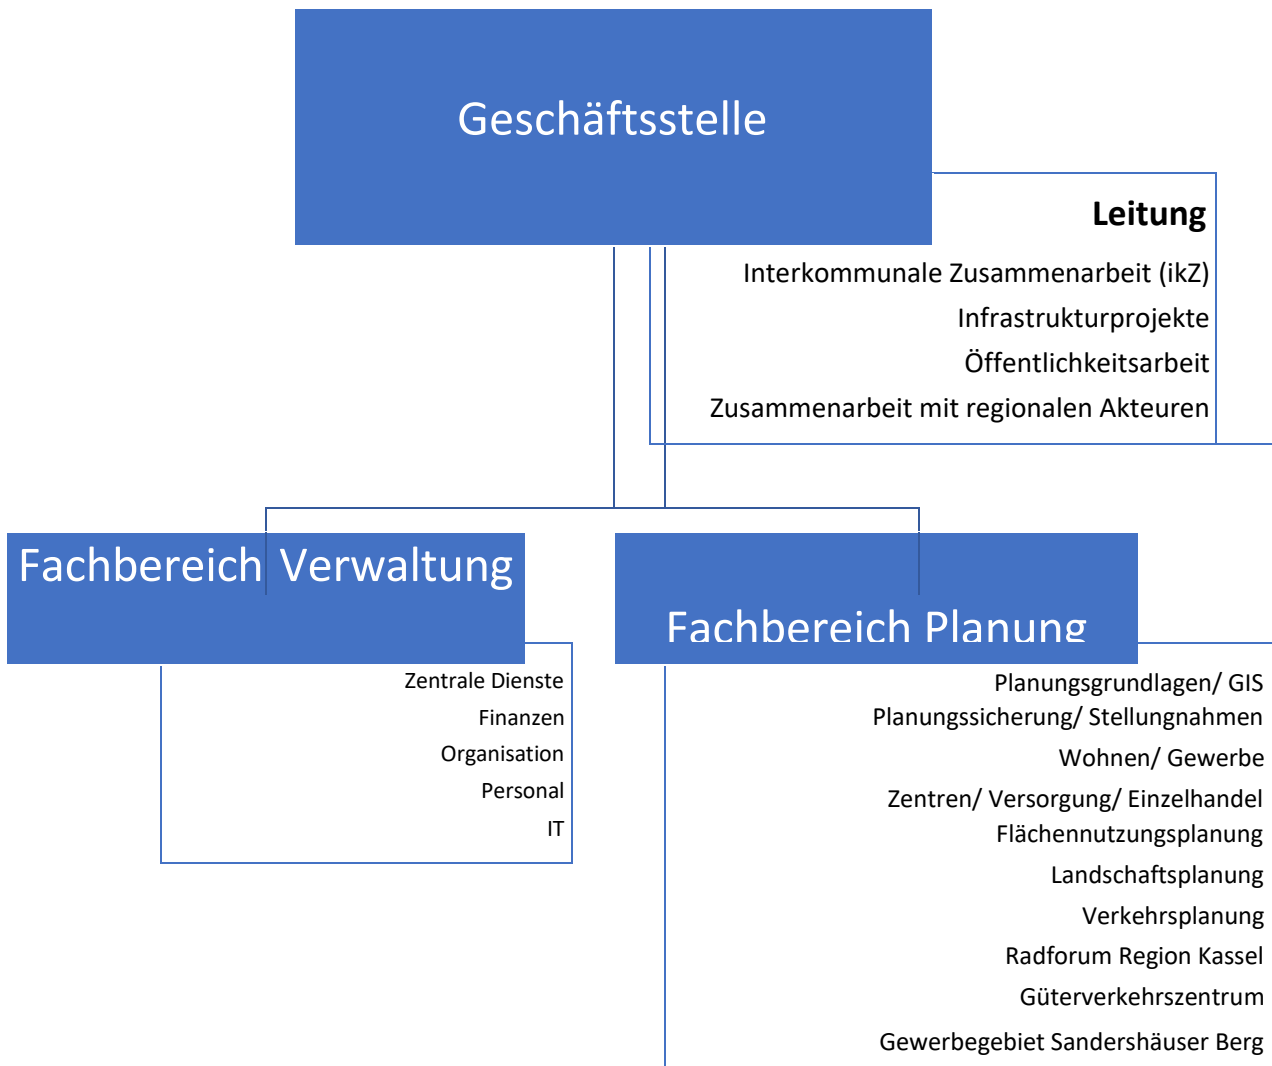 Geschäftsstelle
Leitung
Interkommunale Zusammenarbeit (ikZ)
Infrastrukturprojekte
Öffentlichkeitsarbeit
Zusammenarbeit mit regionalen Akteuren
Fachbereich Verwaltung
Zentrale Dienste
Finanzen
Organisation
Personal
IT
Fachbereich Planung
Planungsgrundlagen/ GIS
Planungssicherung/ Stellungnahmen
Wohnen/ Gewerbe
Zentren/ Versorgung/ Einzelhandel
Flächennutzungsplanung
Landschaftsplanung
Verkehrsplanung
Radforum Region Kassel
Güterverkehrszentrum
Gewerbegebiet Sandershäuser Berg